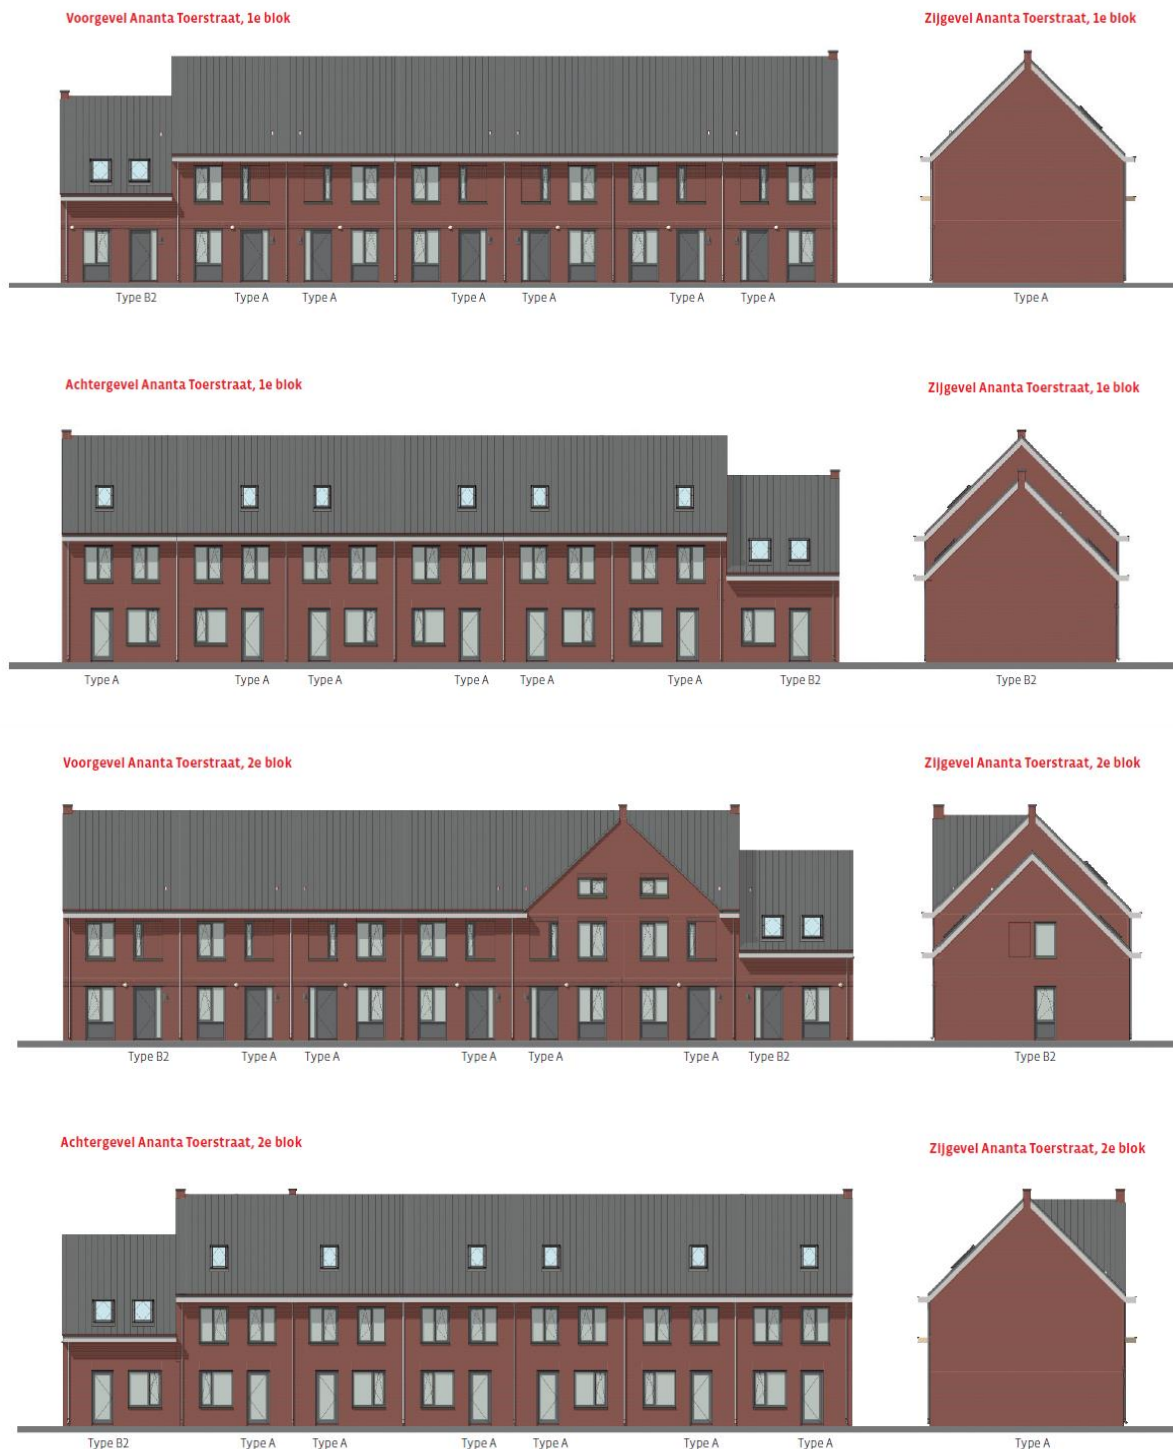 Voorgevel Ananta Toerstraat, 1e blok
Zijgevel Ananta Toerstraat, 1e blok
Type B2 Type A Type A Type A Type A Type A Type A
Type A
Achtergevel Ananta Toerstraat, 1e blok
Zijgevel Ananta Toerstraat, 1e blok
Type A Type A Type A Type A Type A Type A Type B2
Type B2
Voorgevel Ananta Toerstraat, 2e blok
Zijgevel Ananta Toerstraat, 2e blok
Type B2 Type A Type A Type A Type A Type A Type B2
Type B2
Achtergevel Ananta Toerstraat, 2e blok
Zijgevel Ananta Toerstraat, 2e blok
Type B2 Type A Type A Type A Type A Type A Type A
Type A